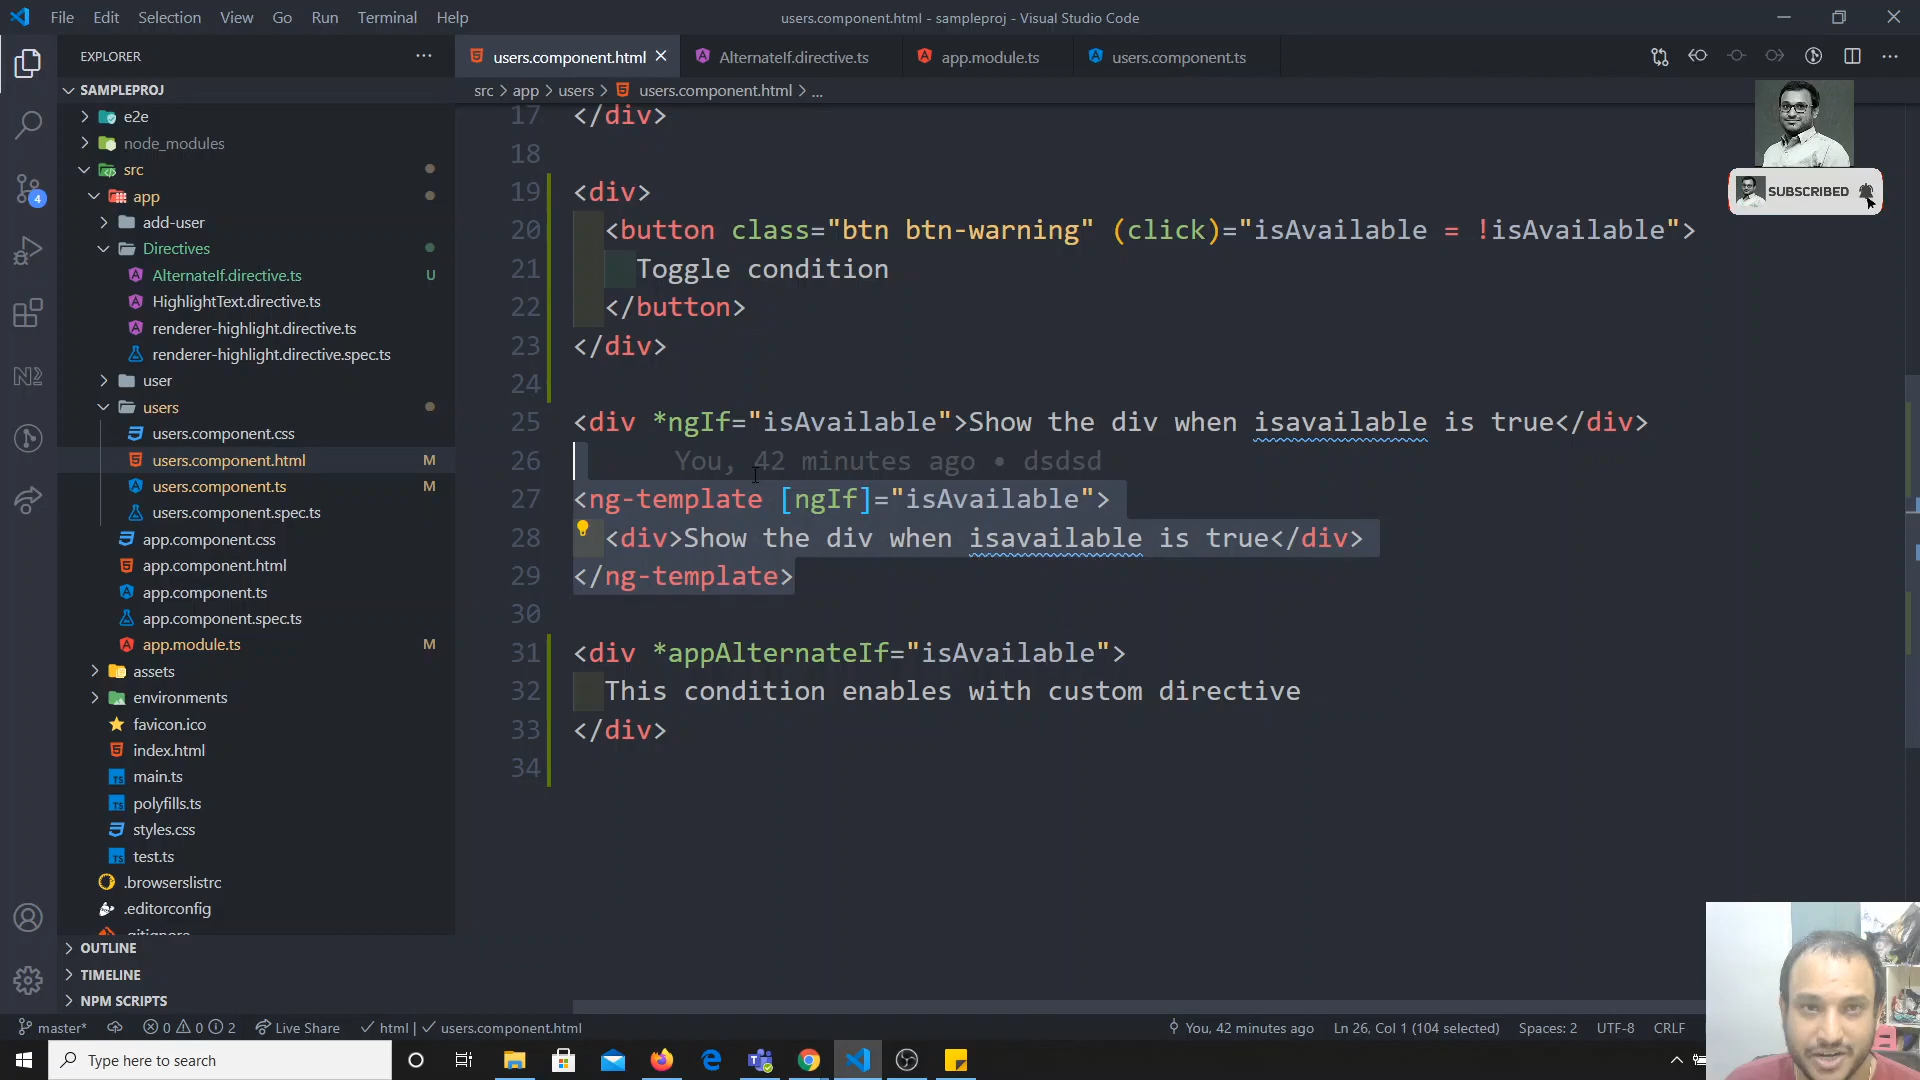 File Edit Selection View Go Run Terminal Help
users.component.html - sampleproj - Visual Studio Code
EXPLORER
users.component.html
AlternateIf.directive.ts
app.module.ts
users.component.ts
SAMPLEPROJ
src > app > users > users.component.html > ...
e2e
node_modules
src
app
add-user
Directives
AlternateIf.directive.ts U
HighlightText.directive.ts
renderer-highlight.directive.ts
renderer-highlight.directive.spec.ts
user
users
users.component.css
users.component.html M
users.component.ts M
users.component.spec.ts
app.component.css
app.component.html
app.component.ts
app.component.spec.ts
app.module.ts M
assets
environments
favicon.ico
index.html
main.ts
polyfills.ts
styles.css
test.ts
.browserslistrc
.editorconfig
.gitignore
OUTLINE
TIMELINE
NPM SCRIPTS
4
17 </div>
18
19 <div>
20 <button class="btn btn-warning" (click)="isAvailable = !isAvailable">
21 Toggle condition
22 </button>
23 </div>
24
25 <div *ngIf="isAvailable">Show the div when isavailable is true</div>
26 You, 42 minutes ago • dsdsd
27 <ng-template [ngIf]="isAvailable">
28 <div>Show the div when isavailable is true</div>
29 </ng-template>
30
31 <div *appAlternateIf="isAvailable">
32 This condition enables with custom directive
33 </div>
34
SUBSCRIBED
master* 0 0 2 Live Share html | users.component.html You, 42 minutes ago Ln 26, Col 1 (104 selected) Spaces: 2 UTF-8 CRLF
Type here to search